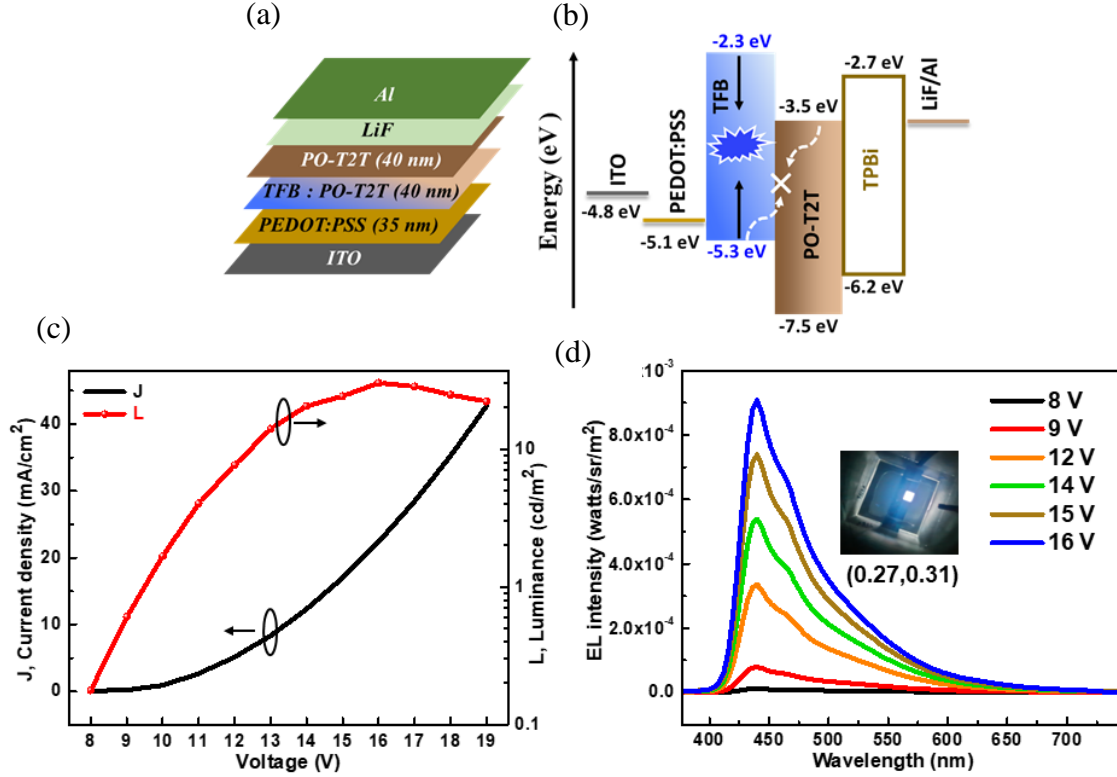 (a)
Al
LiF
PO-T2T (40 nm)
TFB : PO-T2T (40 nm)
PEDOT:PSS (35 nm)
ITO
(b)
Energy (eV)
ITO
-4.8 eV
PEDOT:PSS
-5.1 eV
-2.3 eV
TFB
-5.3 eV
-3.5 eV
PO-T2T
-7.5 eV
-2.7 eV
TPBi
-6.2 eV
LiF/Al
(c)
J
L
J, Current density (mA/cm2)
40
30
20
10
0
L, Luminance (cd/m2)
10
1
0.1
8 9 10 11 12 13 14 15 16 17 18 19
Voltage (V)
(d)
EL intensity (watts/sr/m2)
8.0x10-4
6.0x10-4
4.0x10-4
2.0x10-4
0.0
8 V
9 V
12 V
14 V
15 V
16 V
(0.27,0.31)
400 450 500 550 600 650 700
Wavelength (nm)